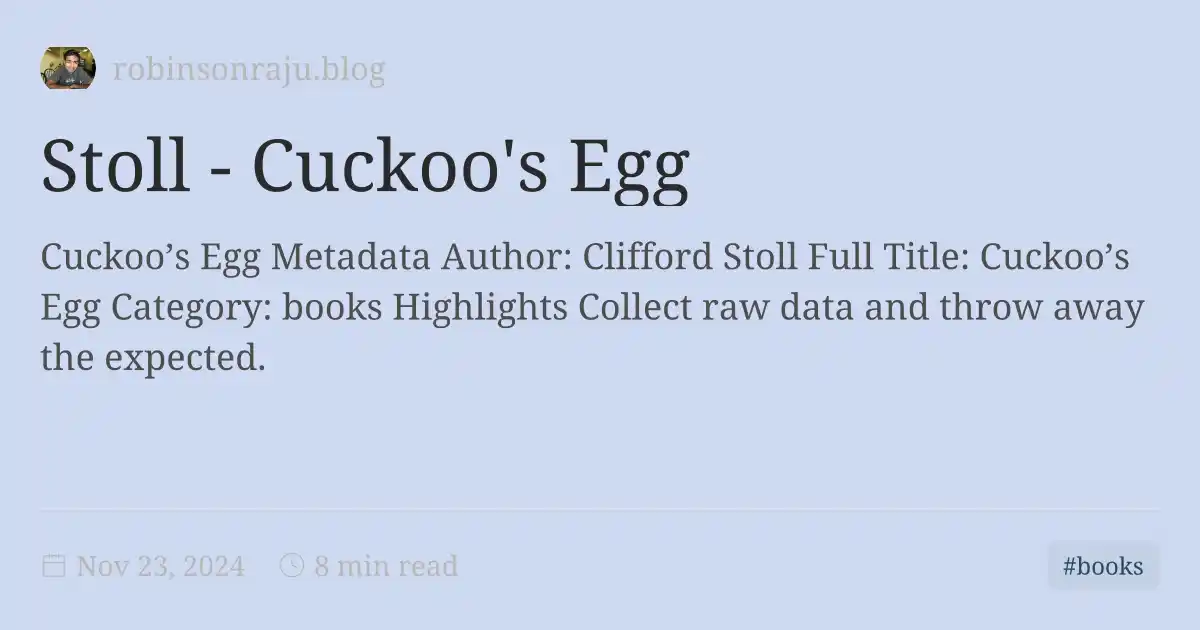 robinsonraju.blog
Stoll - Cuckoo's Egg
Cuckoo’s Egg Metadata Author: Clifford Stoll Full Title: Cuckoo’s
Egg Category: books Highlights Collect raw data and throw away
the expected.
Nov 23, 2024 8 min read
#books